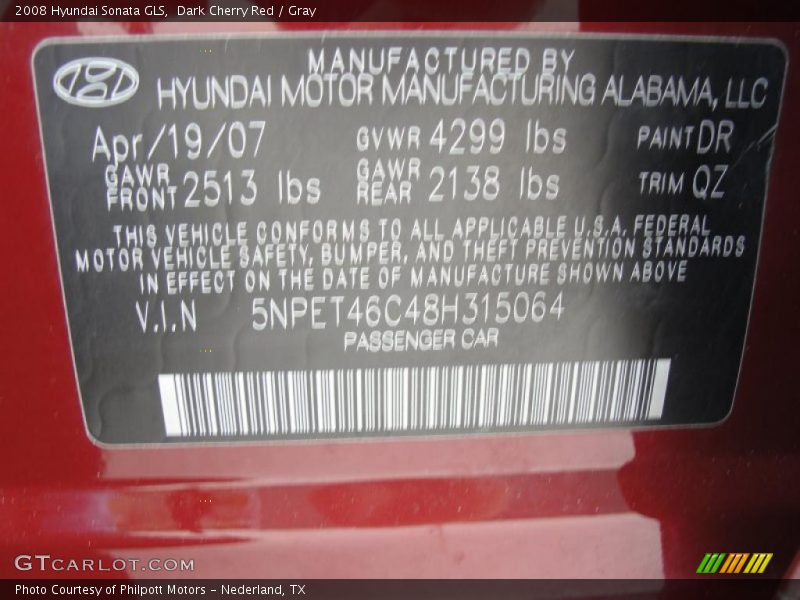 2008 Hyundai Sonata GLS, Dark Cherry Red / Gray
MANUFACTURED BY
HYUNDAI MOTOR MANUFACTURING ALABAMA, LLC
Apr/19/07 GVWR 4299 lbs PAINT DR
GAWR FRONT 2513 lbs GAWR REAR 2138 lbs TRIM QZ
THIS VEHICLE CONFORMS TO ALL APPLICABLE U.S.A. FEDERAL
MOTOR VEHICLE SAFETY, BUMPER, AND THEFT PREVENTION STANDARDS
IN EFFECT ON THE DATE OF MANUFACTURE SHOWN ABOVE
V.I.N 5NPET46C48H315064
PASSENGER CAR
GTCARLOT.COM
Photo Courtesy of Philpott Motors - Nederland, TX